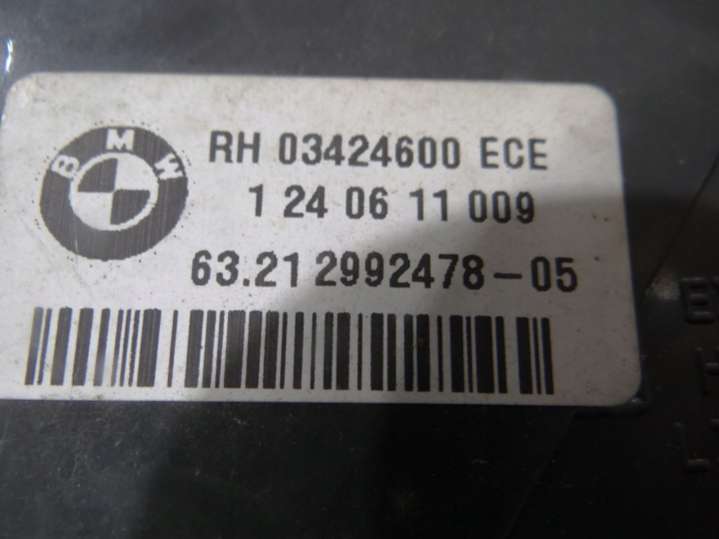 BMW
RH 03424600 ECE
1 24 06 11 009
63.21 2992478-05